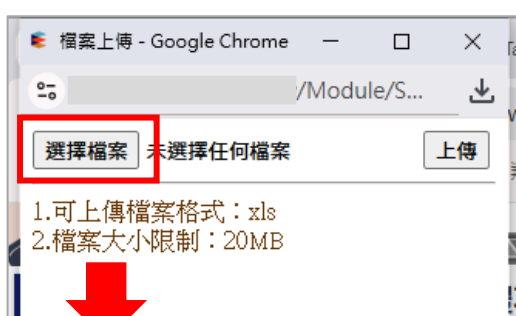 檔案上傳 - Google Chrome
/Module/S...
選擇檔案 未選擇任何檔案 上傳
1.可上傳檔案格式：xls
2.檔案大小限制：20MB